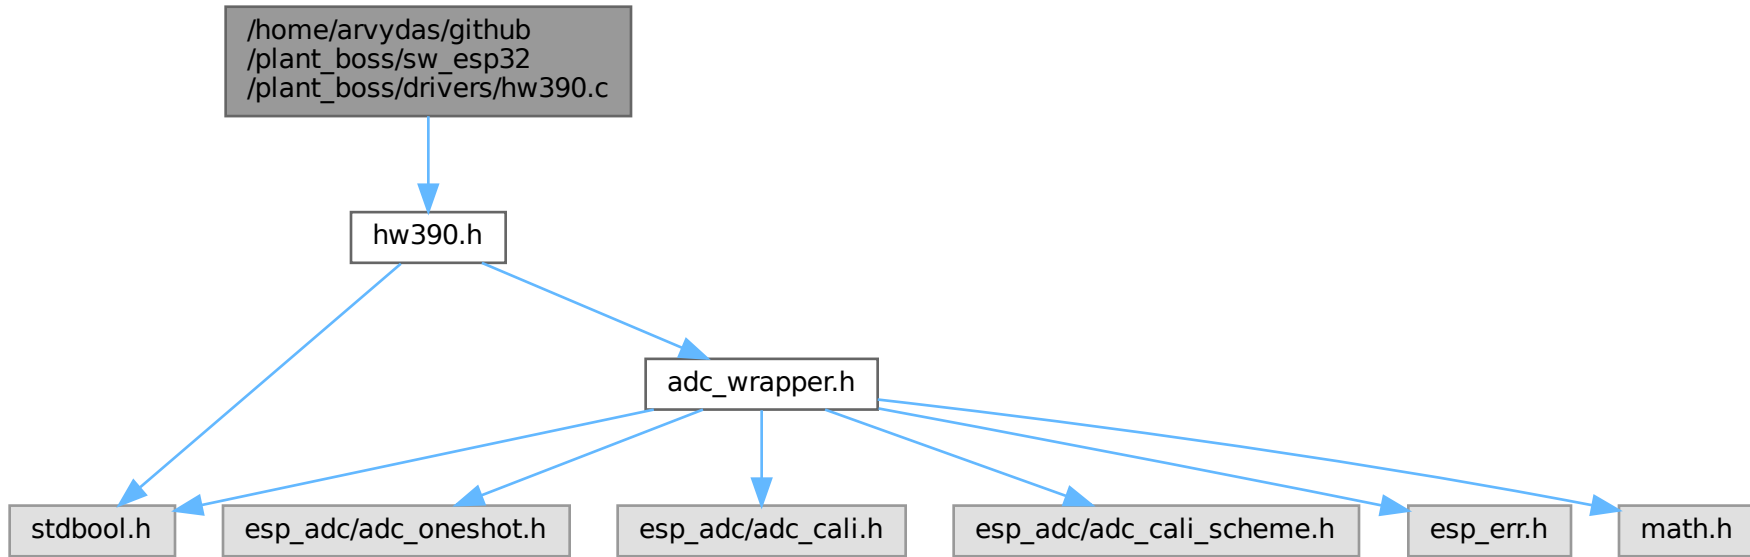 /home/arvydas/github
/plant_boss/sw_esp32
/plant_boss/drivers/hw390.c
hw390.h
adc_wrapper.h
stdbool.h
esp_adc/adc_oneshot.h
esp_adc/adc_cali.h
esp_adc/adc_cali_scheme.h
esp_err.h
math.h